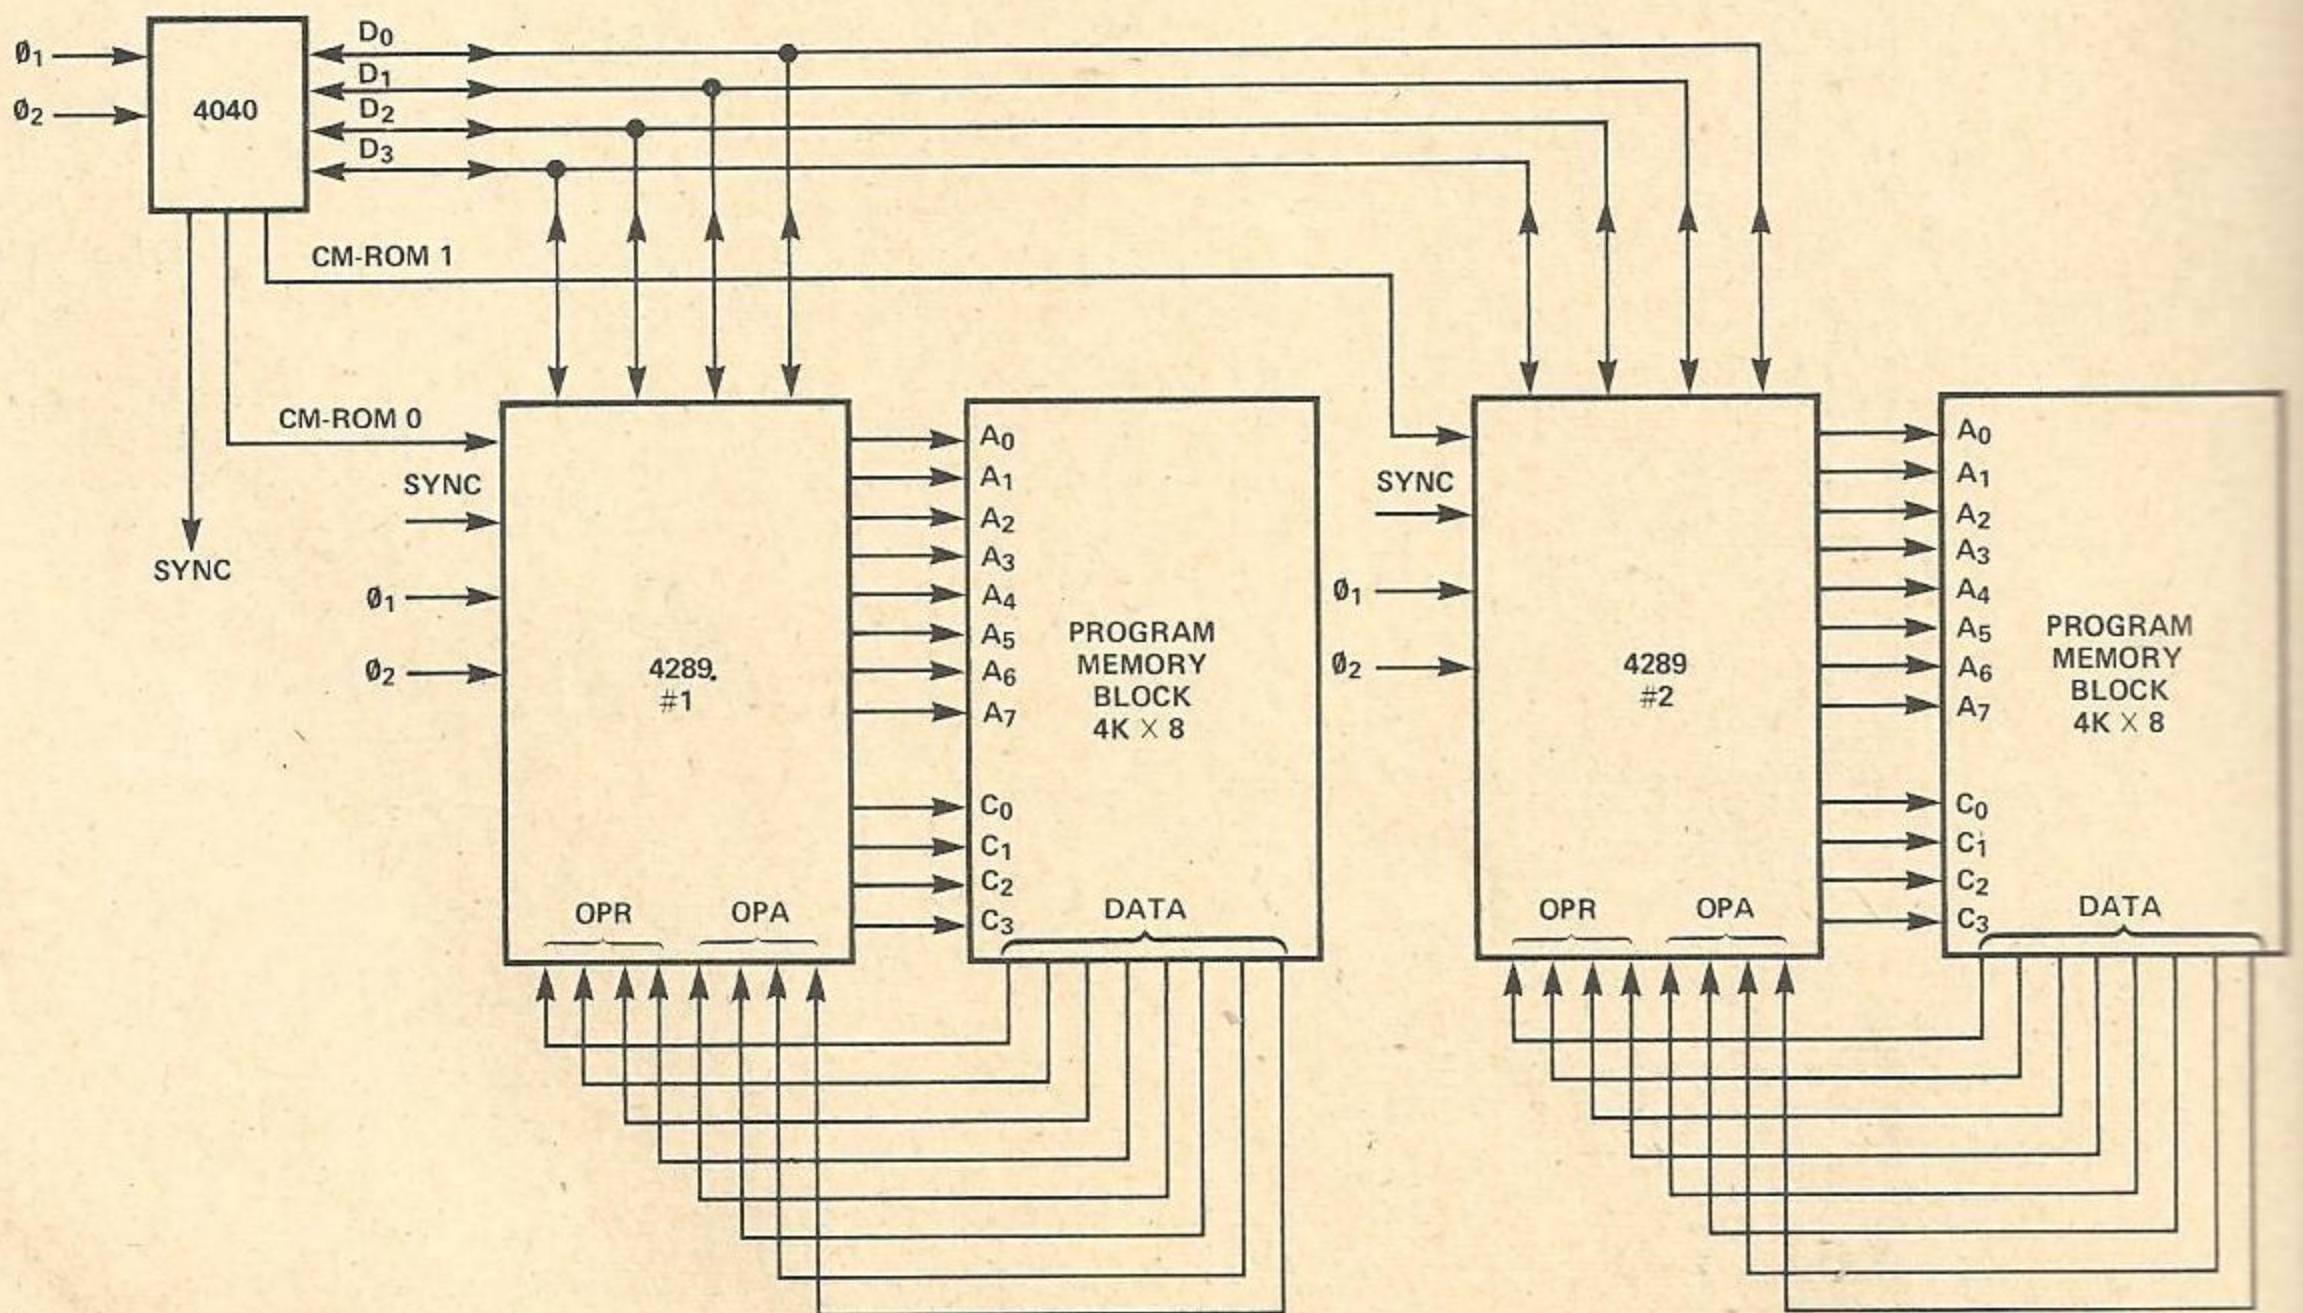 Ø1
Ø2
4040
D0
D1
D2
D3
CM-ROM 1
CM-ROM 0
SYNC
SYNC
Ø1
Ø2
4289.
#1
OPR
OPA
A0
A1
A2
A3
A4
A5
A6
A7
C0
C1
C2
C3
PROGRAM
MEMORY
BLOCK
4K X 8
DATA
SYNC
Ø1
Ø2
4289
#2
OPR
OPA
A0
A1
A2
A3
A4
A5
A6
A7
C0
C1
C2
C3
PROGRAM
MEMORY
BLOCK
4K X 8
DATA